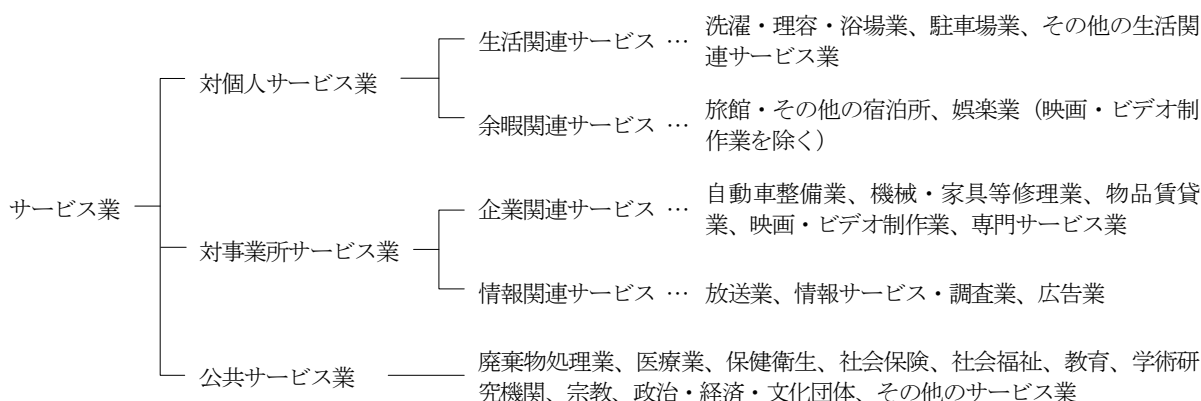 生活関連サービス … 洗濯・理容・浴場業、駐車場業、その他の生活関
連サービス業
対個人サービス業
余暇関連サービス … 旅館・その他の宿泊所、娯楽業（映画・ビデオ制
作業を除く）
サービス業
企業関連サービス … 自動車整備業、機械・家具等修理業、物品賃貸
業、映画・ビデオ制作業、専門サービス業
対事業所サービス業
情報関連サービス … 放送業、情報サービス・調査業、広告業
公共サービス業
廃棄物処理業、医療業、保健衛生、社会保険、社会福祉、教育、学術研
究機関、宗教、政治・経済・文化団体、その他のサービス業